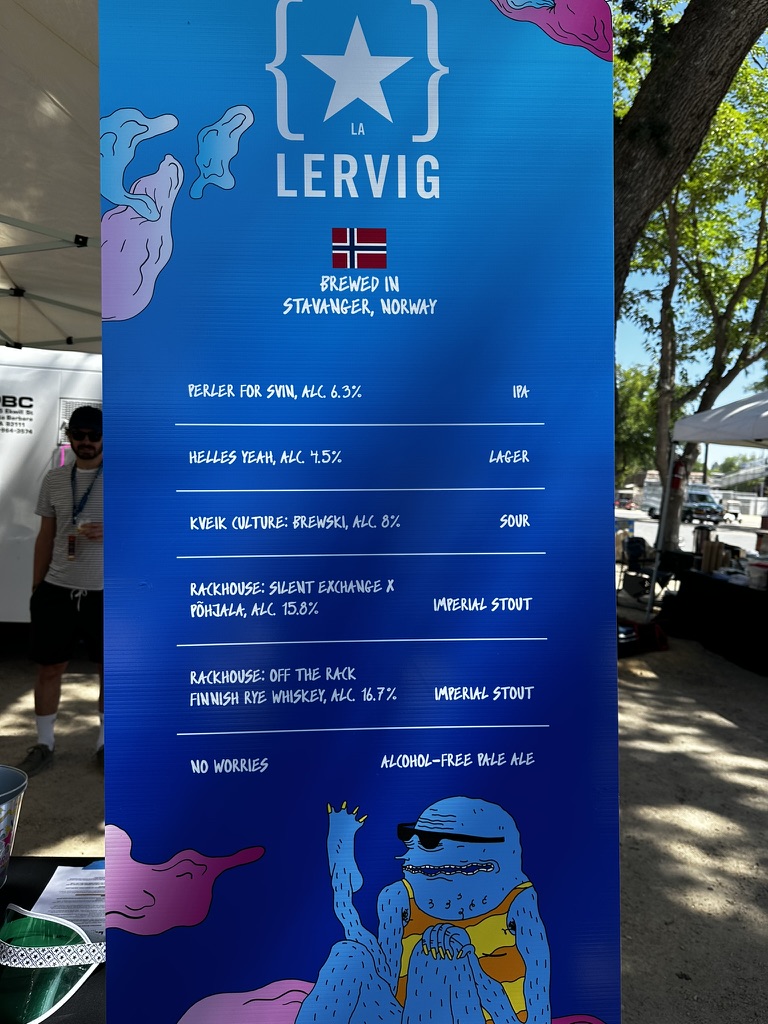 LA
LERVIG
BREWED IN
STAVANGER, NORWAY
PERLER FOR SVIN, ALC. 6.3% IPA
HELLES YEAH, ALC. 4.5% LAGER
KVEIK CULTURE: BREWSKI, ALC. 8% SOUR
RACKHOUSE: SILENT EXCHANGE X
PÕHJALA, ALC. 15.8% IMPERIAL STOUT
RACKHOUSE: OFF THE RACK
FINNISH RYE WHISKEY, ALC. 16.7% IMPERIAL STOUT
NO WORRIES ALCOHOL-FREE PALE ALE
BC